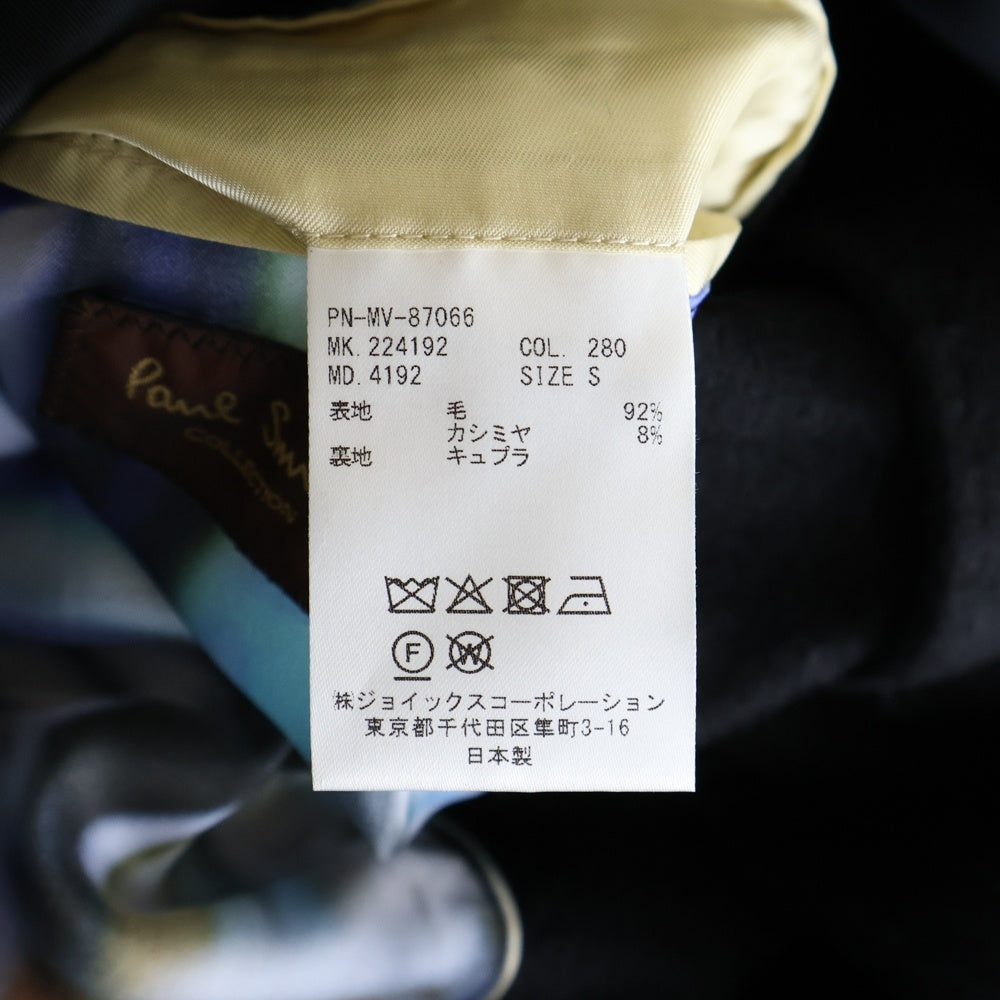 PN-MV-87066
MK. 224192 COL. 280
MD. 4192 SIZE S
表地 毛 92%
カシミヤ 8%
裏地 キュプラ
F W
㈱ジョイックスコーポレーション
東京都千代田区隼町3-16
日本製
Paul
COLLECTION